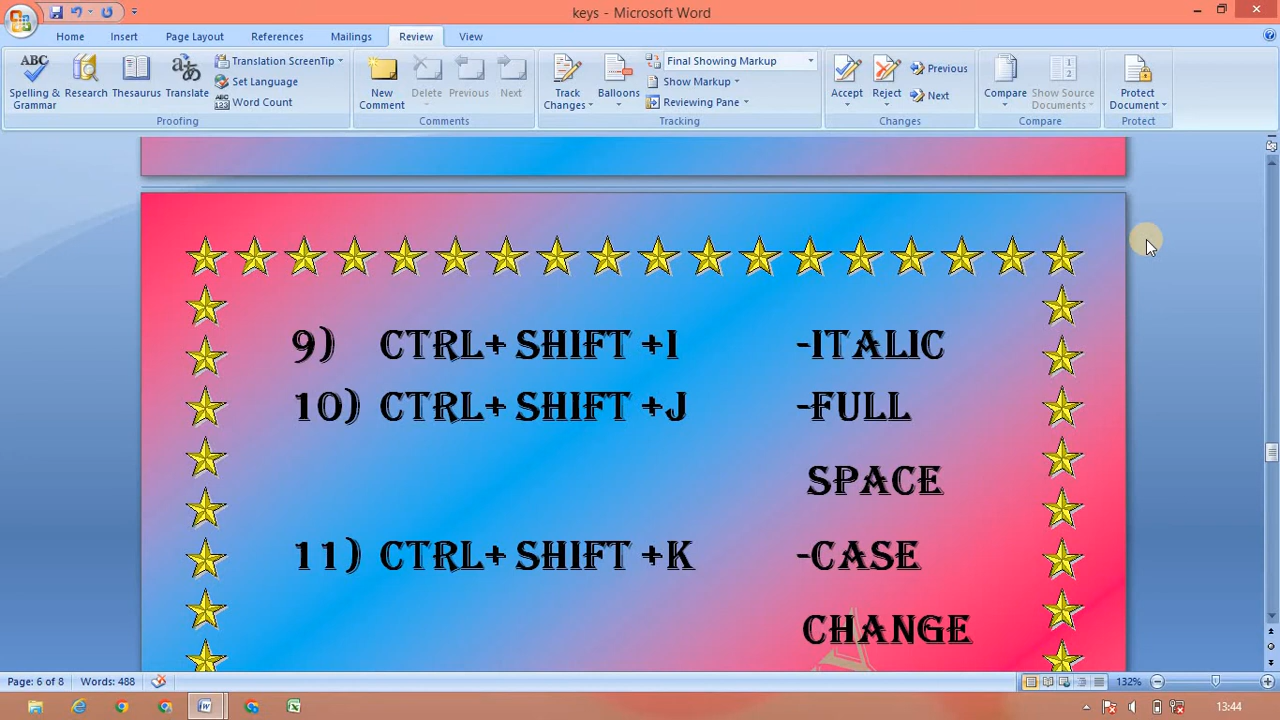 keys - Microsoft Word
Home Insert Page Layout References Mailings Review View
ABC Spelling & Grammar
Research
Thesaurus
Translate
Translation ScreenTip
Set Language
ABC 123 Word Count
Proofing
New Comment
Delete
Previous
Next
Comments
Track Changes
Balloons
Final Showing Markup
Show Markup
Reviewing Pane
Tracking
Accept
Reject
Previous
Next
Changes
Compare
Show Source Documents
Compare
Protect Document
Protect
9) CTRL+ SHIFT +I -ITALIC
10) CTRL+ SHIFT +J -FULL
SPACE
11) CTRL+ SHIFT +K -CASE
CHANGE
Page: 6 of 8 Words: 488 132%
13:44